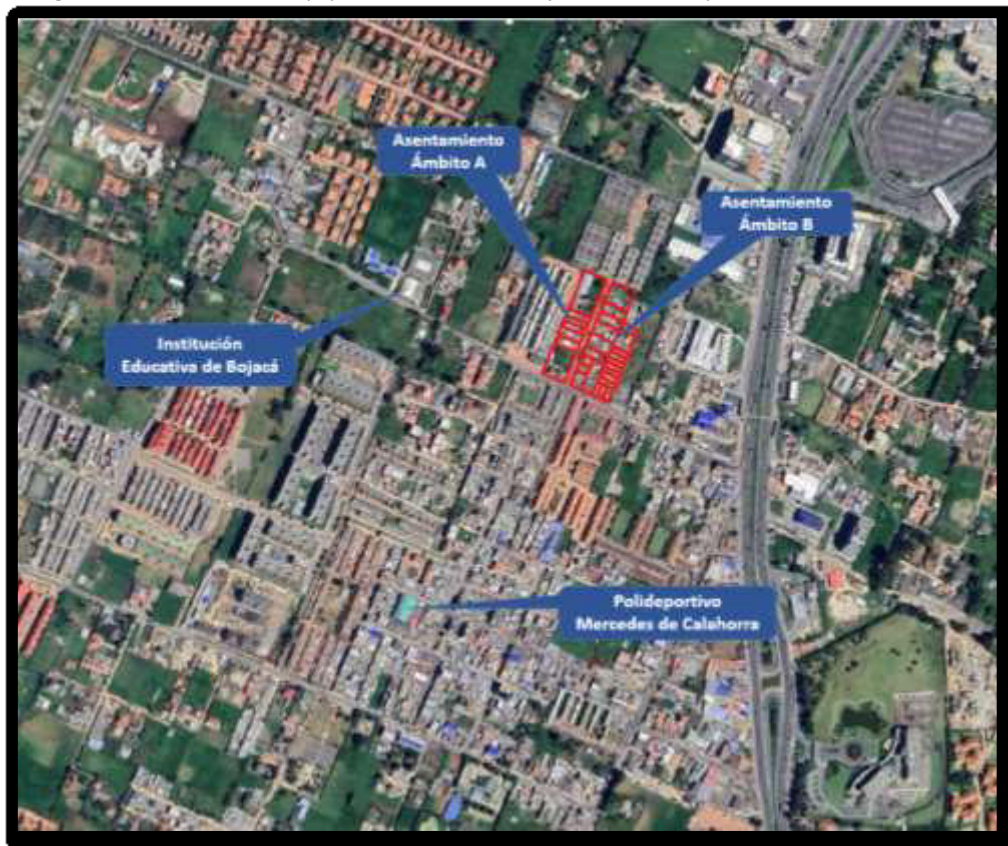 Asentamiento
Ámbito A
Asentamiento
Ámbito B
Institución
Educativa de Bojacá
Polideportivo
Mercedes de Calahorra